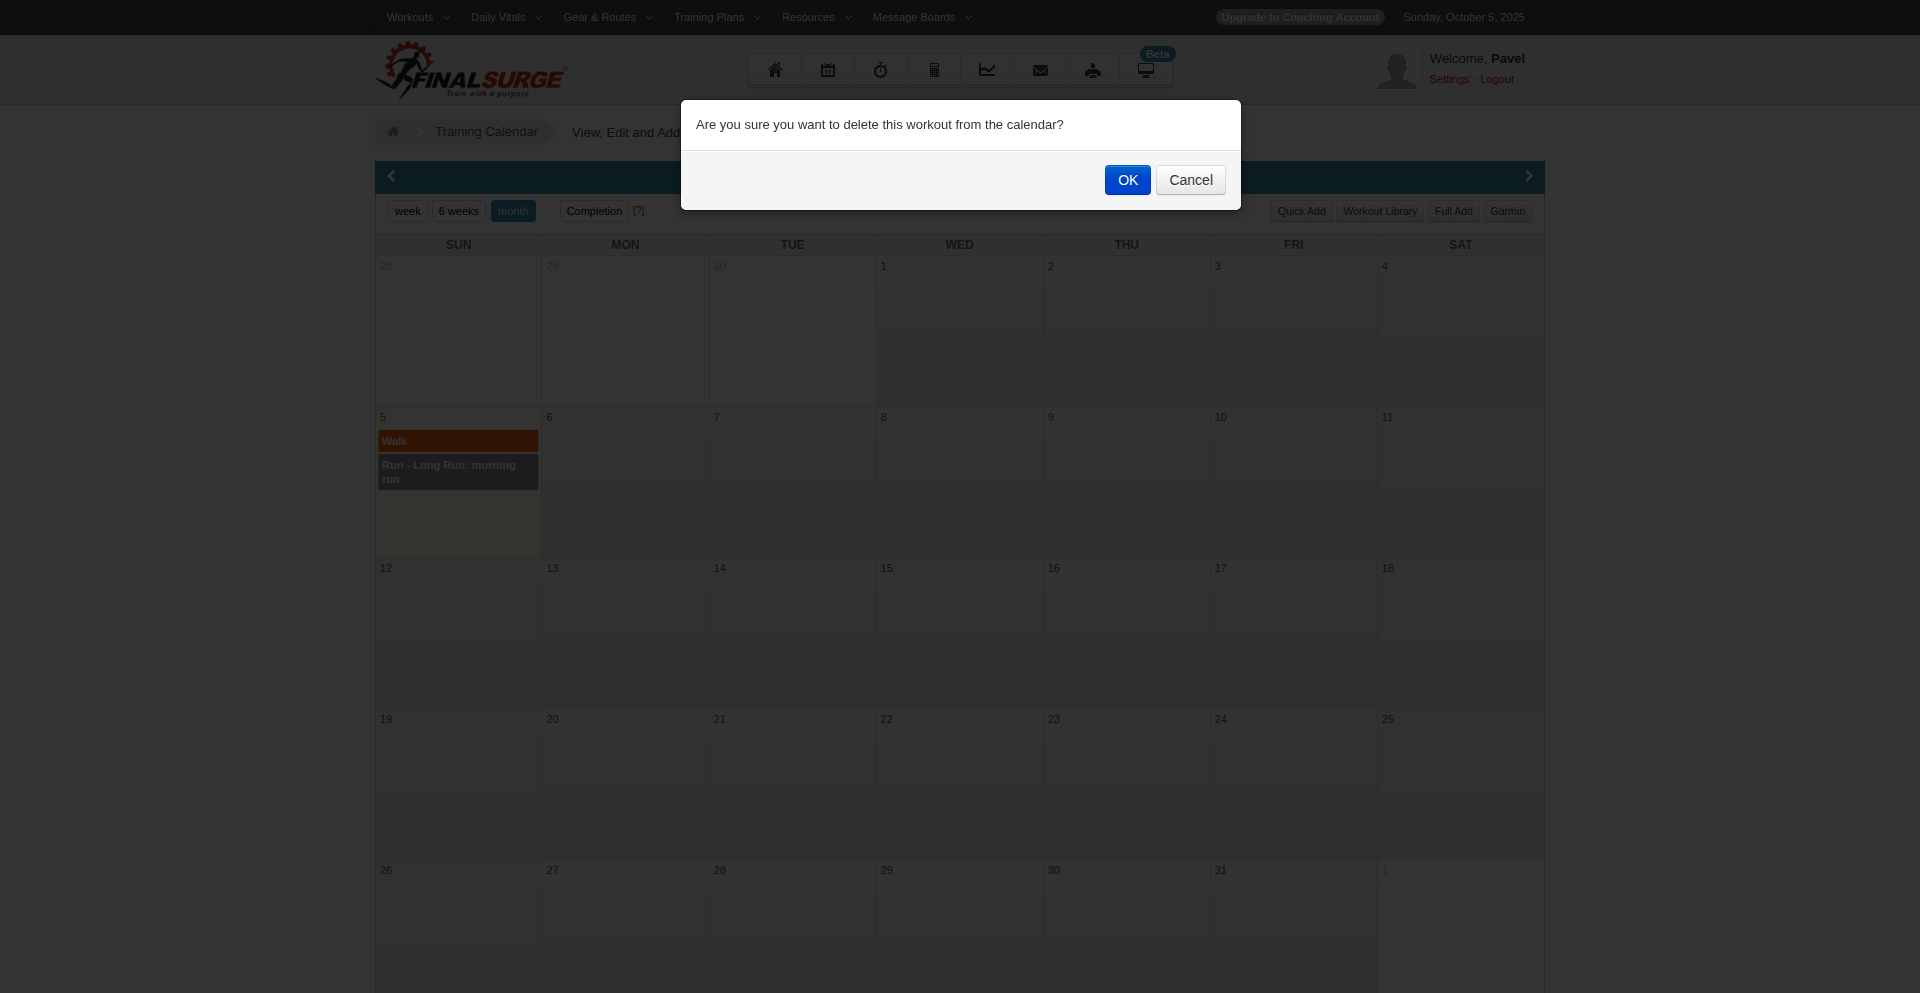 Workouts Daily Vitals Gear & Routes Training Plans Resources Message Boards Upgrade to Coaching Account Sunday, October 5, 2025
FINALSURGE®
Train with a purpose
Beta
Welcome, Pavel
Settings · Logout
Training Calendar View, Edit and Add
Are you sure you want to delete this workout from the calendar?
OK Cancel
week 6 weeks month Completion [?] Quick Add Workout Library Full Add Garmin
SUN MON TUE WED THU FRI SAT
28 29 30 1 2 3 4
5 6 7 8 9 10 11
Walk
Run - Long Run: morning
run
12 13 14 15 16 17 18
19 20 21 22 23 24 25
26 27 28 29 30 31 1